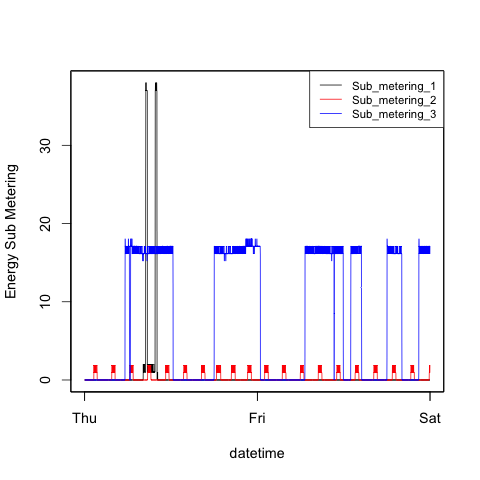 Sub_metering_1
Sub_metering_2
Sub_metering_3
Energy Sub Metering
30
20
10
0
Thu
Fri
Sat
datetime